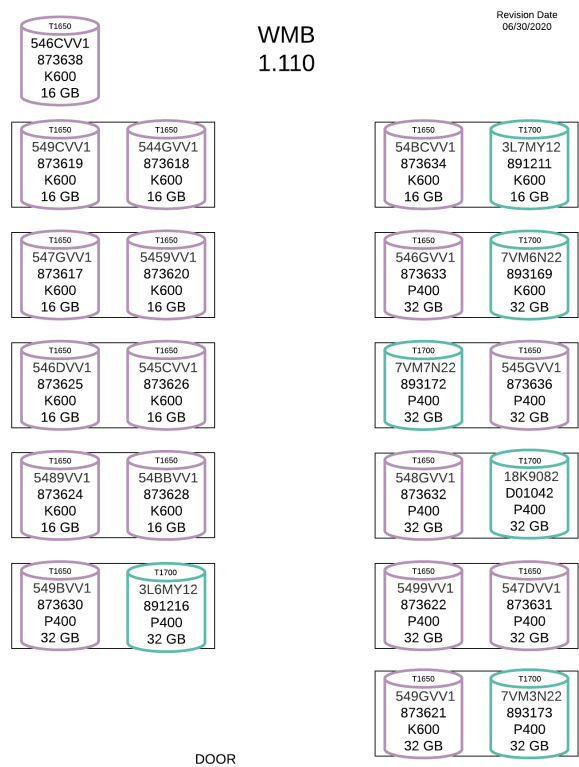 T1650
546CVV1
873638
K600
16 GB
WMB
1.110
Revision Date
06/30/2020
T1650
549CVV1
873619
K600
16 GB
T1650
544GVV1
873618
K600
16 GB
T1650
54BCVV1
873634
K600
16 GB
T1700
3L7MY12
891211
K600
16 GB
T1650
547GVV1
873617
K600
16 GB
T1650
5459VV1
873620
K600
16 GB
T1650
546GVV1
873633
P400
32 GB
T1700
7VM6N22
893169
K600
32 GB
T1650
546DVV1
873625
K600
16 GB
T1650
545CVV1
873626
K600
16 GB
T1700
7VM7N22
893172
P400
32 GB
T1650
545GVV1
873636
P400
32 GB
T1650
5489VV1
873624
K600
16 GB
T1650
54BBVV1
873628
K600
16 GB
T1650
548GVV1
873632
P400
32 GB
T1700
18K9082
D01042
P400
32 GB
T1650
549BVV1
873630
P400
32 GB
T1700
3L6MY12
891216
P400
32 GB
T1650
5499VV1
873622
P400
32 GB
T1650
547DVV1
873631
P400
32 GB
T1650
549GVV1
873621
K600
32 GB
T1700
7VM3N22
893173
P400
32 GB
DOOR